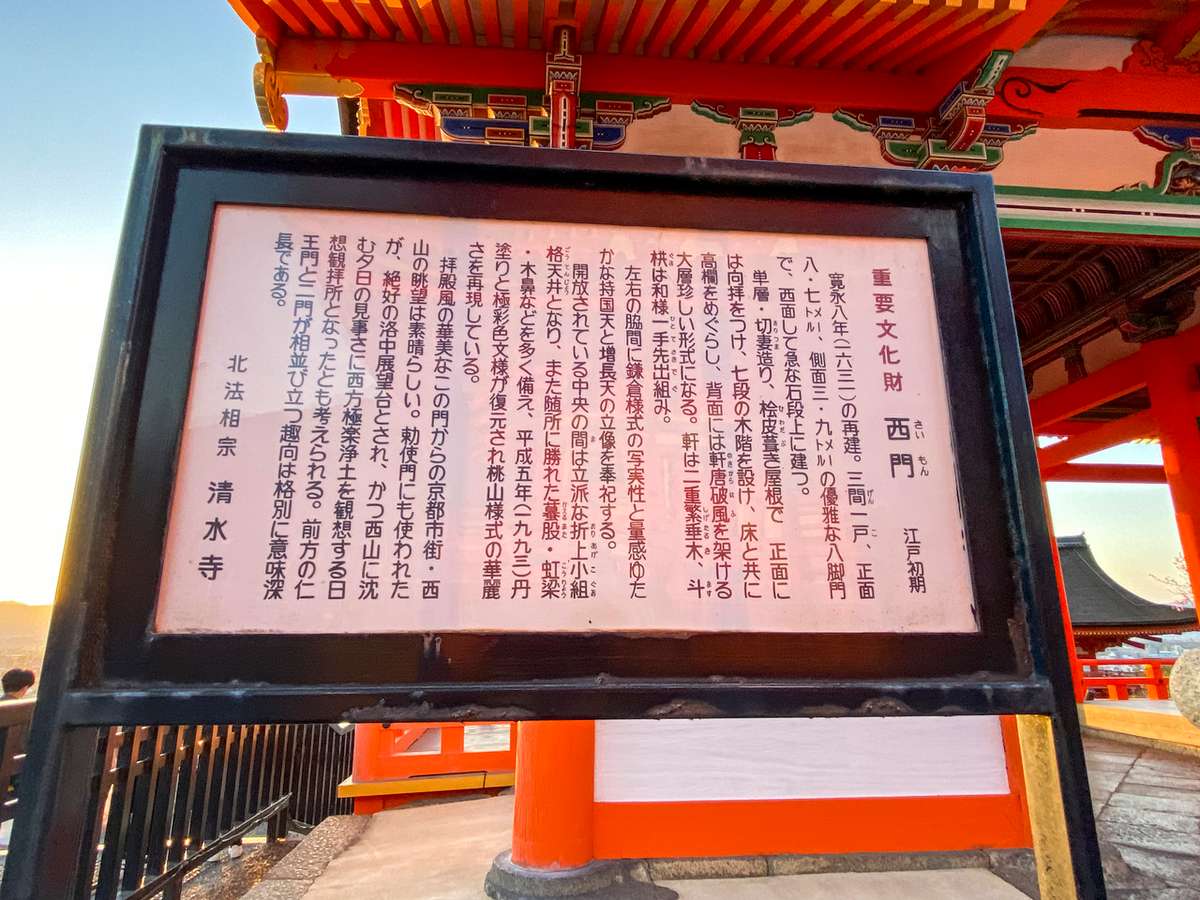 重要文化財 西門 江戸初期
寛永八年(一六三一)の再建。三間一戸、正面
八・七メートル、側面三・九メートルの優雅な八脚門
で、西面して急な石段上に建つ。
単層・切妻造り、桧皮葺き屋根で 正面に
は向拝をつけ、七段の木階を設け、床と共に
高欄をめぐらし、背面には軒唐破風を架ける
大層珍しい形式になる。軒は二重繁垂木、斗
栱は和様一手先出組み。
左右の脇間に鎌倉様式の写実性と量感ゆた
かな持国天と増長天の立像を奉祀する。
開放されている中央の間は立派な折上小組
格天井となり、また随所に勝れた蟇股・虹梁
・木鼻などを多く備え、平成五年(一九九三)丹
塗りと極彩色文様が復元され桃山様式の華麗
さを再現している。
拝殿風の華美なこの門からの京都市街・西
山の眺望は素晴らしい。勅使門にも使われた
が、絶好の洛中展望台とされ、かつ西山に沈
む夕日の見事さに西方極楽浄土を観想する日
想観拝所となったとも考えられる。前方の仁
王門と二門が相並び立つ趣向は格別に意味深
長である。
北法相宗 清水寺